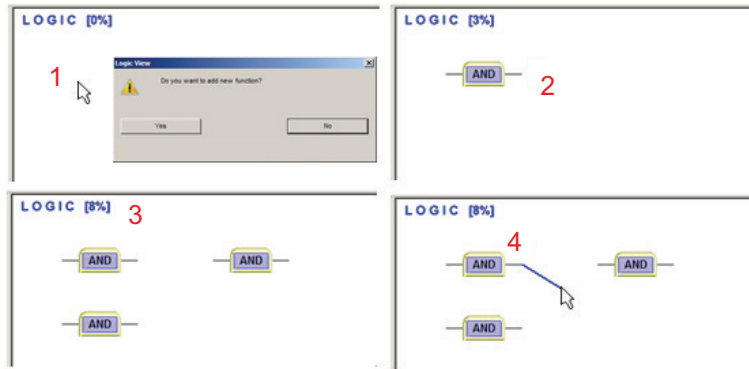 LOGIC [0%]
1
Logic View
Do you want to add new function?
Yes
No
LOGIC [3%]
AND
2
LOGIC [8%]
3
AND
AND
AND
LOGIC [8%]
4
AND
AND
AND